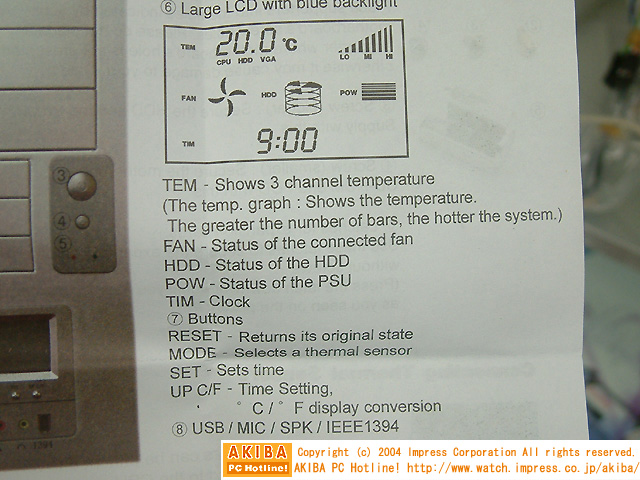 ⑥ Large LCD with blue backlight
TEM 20.0 °C
CPU HDD VGA LO MI HI
FAN HDD POW
TIM 9:00
TEM - Shows 3 channel temperature
(The temp. graph : Shows the temperature.
The greater the number of bars, the hotter the system.)
FAN - Status of the connected fan
HDD - Status of the HDD
POW - Status of the PSU
TIM - Clock
⑦ Buttons
RESET - Returns its original state
MODE - Selects a thermal sensor
SET - Sets time
UP C/F - Time Setting,
° C / ° F display conversion
⑧ USB / MIC / SPK / IEEE1394
③
④
⑤
1394
AKIBA
PC Hotline!
Copyright (c) 2004 Impress Corporation All rights reserved.
AKIBA PC Hotline! http://www.watch.impress.co.jp/akiba/